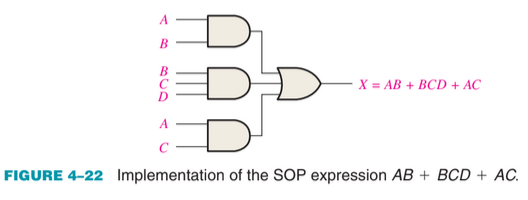 A
B
B
C
D
X = AB + BCD + AC
A
C
FIGURE 4–22 Implementation of the SOP expression AB + BCD + AC.